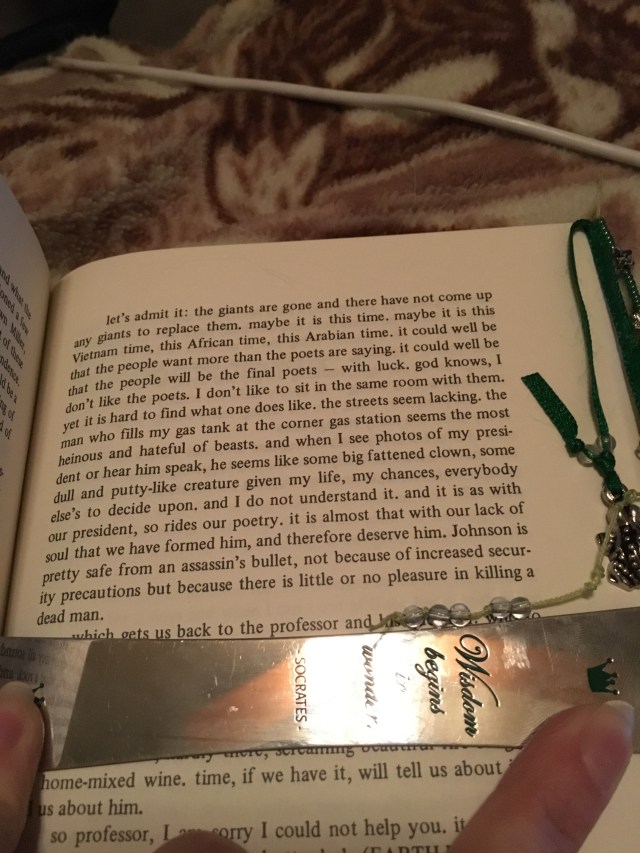 let's admit it: the giants are gone and there have not come up
any giants to replace them. maybe it is this time. maybe it is this
Vietnam time, this African time, this Arabian time. it could well be
that the people want more than the poets are saying. it could well be
that the people will be the final poets — with luck. god knows, I
don't like the poets. I don't like to sit in the same room with them.
yet it is hard to find what one does like. the streets seem lacking. the
man who fills my gas tank at the corner gas station seems the most
heinous and hateful of beasts. and when I see photos of my presi-
dent or hear him speak, he seems like some big fattened clown, some
dull and putty-like creature given my life, my chances, everybody
else's to decide upon. and I do not understand it. and it is as with
our president, so rides our poetry. it is almost that with our lack of
soul that we have formed him, and therefore deserve him. Johnson is
pretty safe from an assassin's bullet, not because of increased secur-
ity precautions but because there is little or no pleasure in killing a
dead man.
which gets us back to the professor and
Wisdom
begins
in
wonder.
- SOCRATES -
there, screaming
home-mixed wine. time, if we have it, will tell us about
us about him.
so professor, I sorry I could not help you.